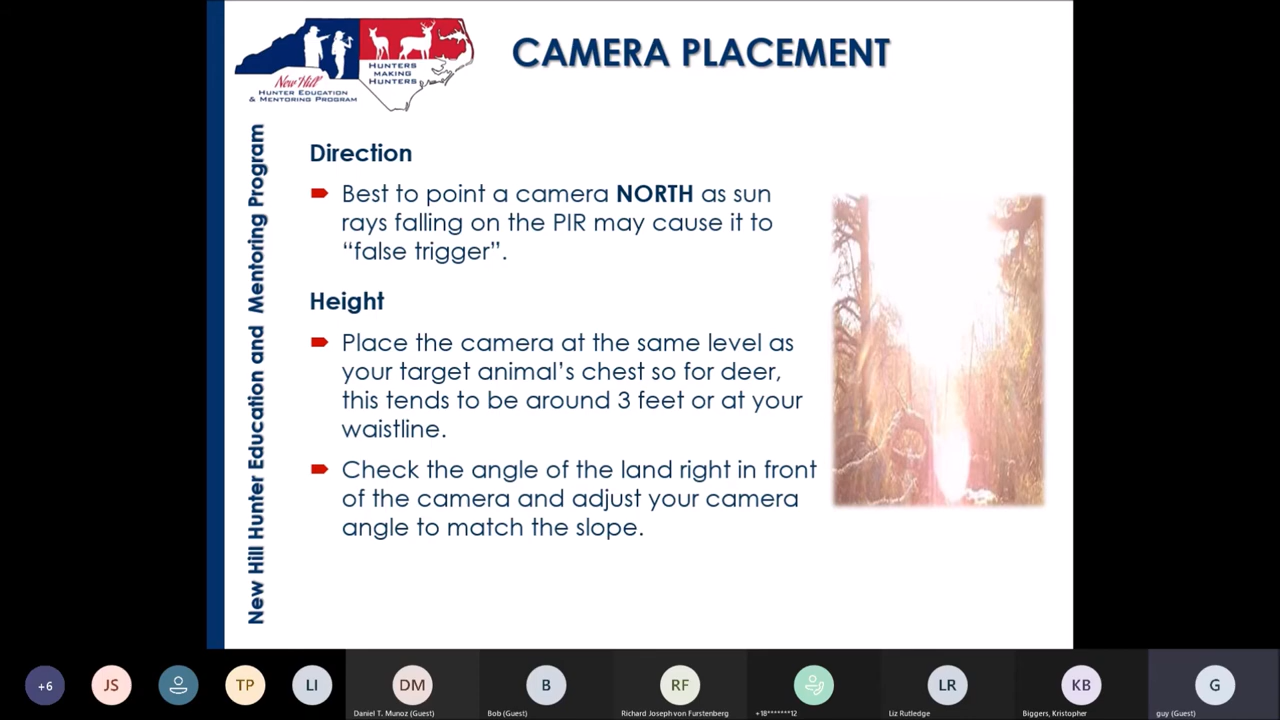 CAMERA PLACEMENT
New Hill
HUNTER EDUCATION
& MENTORING PROGRAM
HUNTERS
MAKING
HUNTERS
New Hill Hunter Education and Mentoring Program
Direction
Best to point a camera NORTH as sun
rays falling on the PIR may cause it to
“false trigger”.
Height
Place the camera at the same level as
your target animal’s chest so for deer,
this tends to be around 3 feet or at your
waistline.
Check the angle of the land right in front
of the camera and adjust your camera
angle to match the slope.
+6
JS
TP
LI
DM
Daniel T. Munoz (Guest)
B
Bob (Guest)
RF
Richard Joseph von Furstenberg
+18*******12
LR
Liz Rutledge
KB
Biggers, Kristopher
G
guy (Guest)